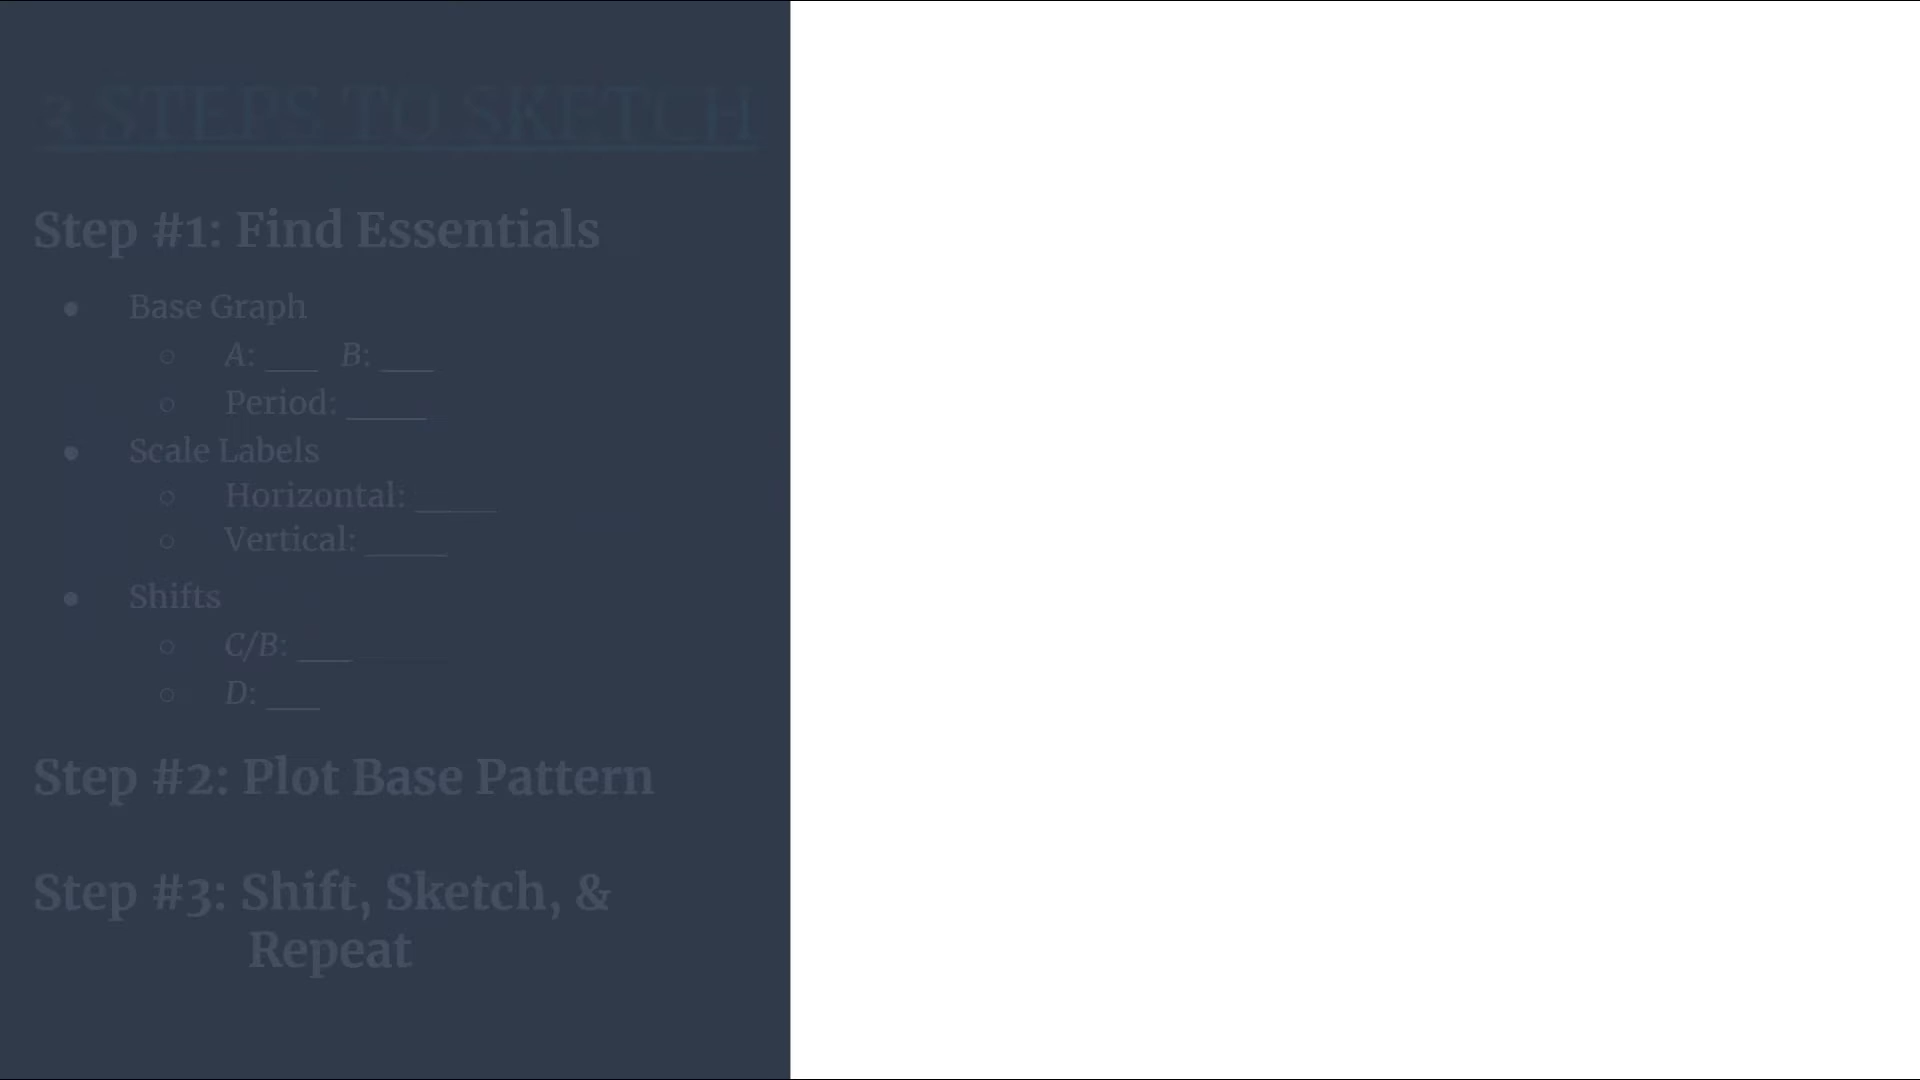 3 STEPS TO SKETCH
Step #1: Find Essentials
● Base Graph
○ A: ___ B: ___
○ Period: _____
● Scale Labels
○ Horizontal: _____
○ Vertical: _____
● Shifts
○ C/B: ___
○ D: ___
Step #2: Plot Base Pattern
Step #3: Shift, Sketch, &
Repeat